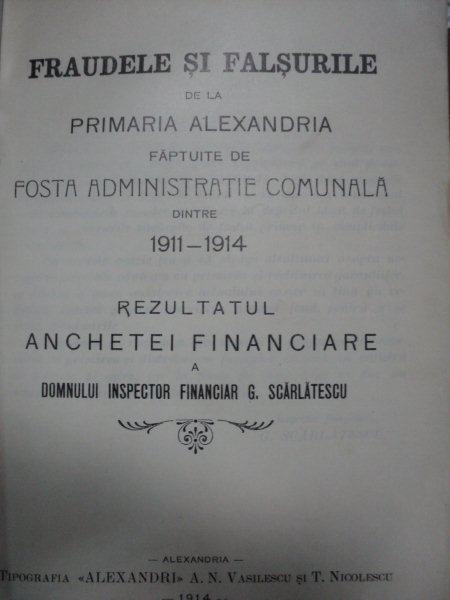 FRAUDELE ȘI FALȘURILE
DE LA
PRIMARIA ALEXANDRIA
FĂPTUITE DE
FOSTA ADMINISTRAȚIE COMUNALĂ
DINTRE
1911—1914
REZULTATUL
ANCHETEI FINANCIARE
A
DOMNULUI INSPECTOR FINANCIAR G. SCĂRLĂTESCU
— ALEXANDRIA —
TIPOGRAFIA «ALEXANDRI» A. N. VASILESCU ȘI T. NICOLESCU
— 1914 —